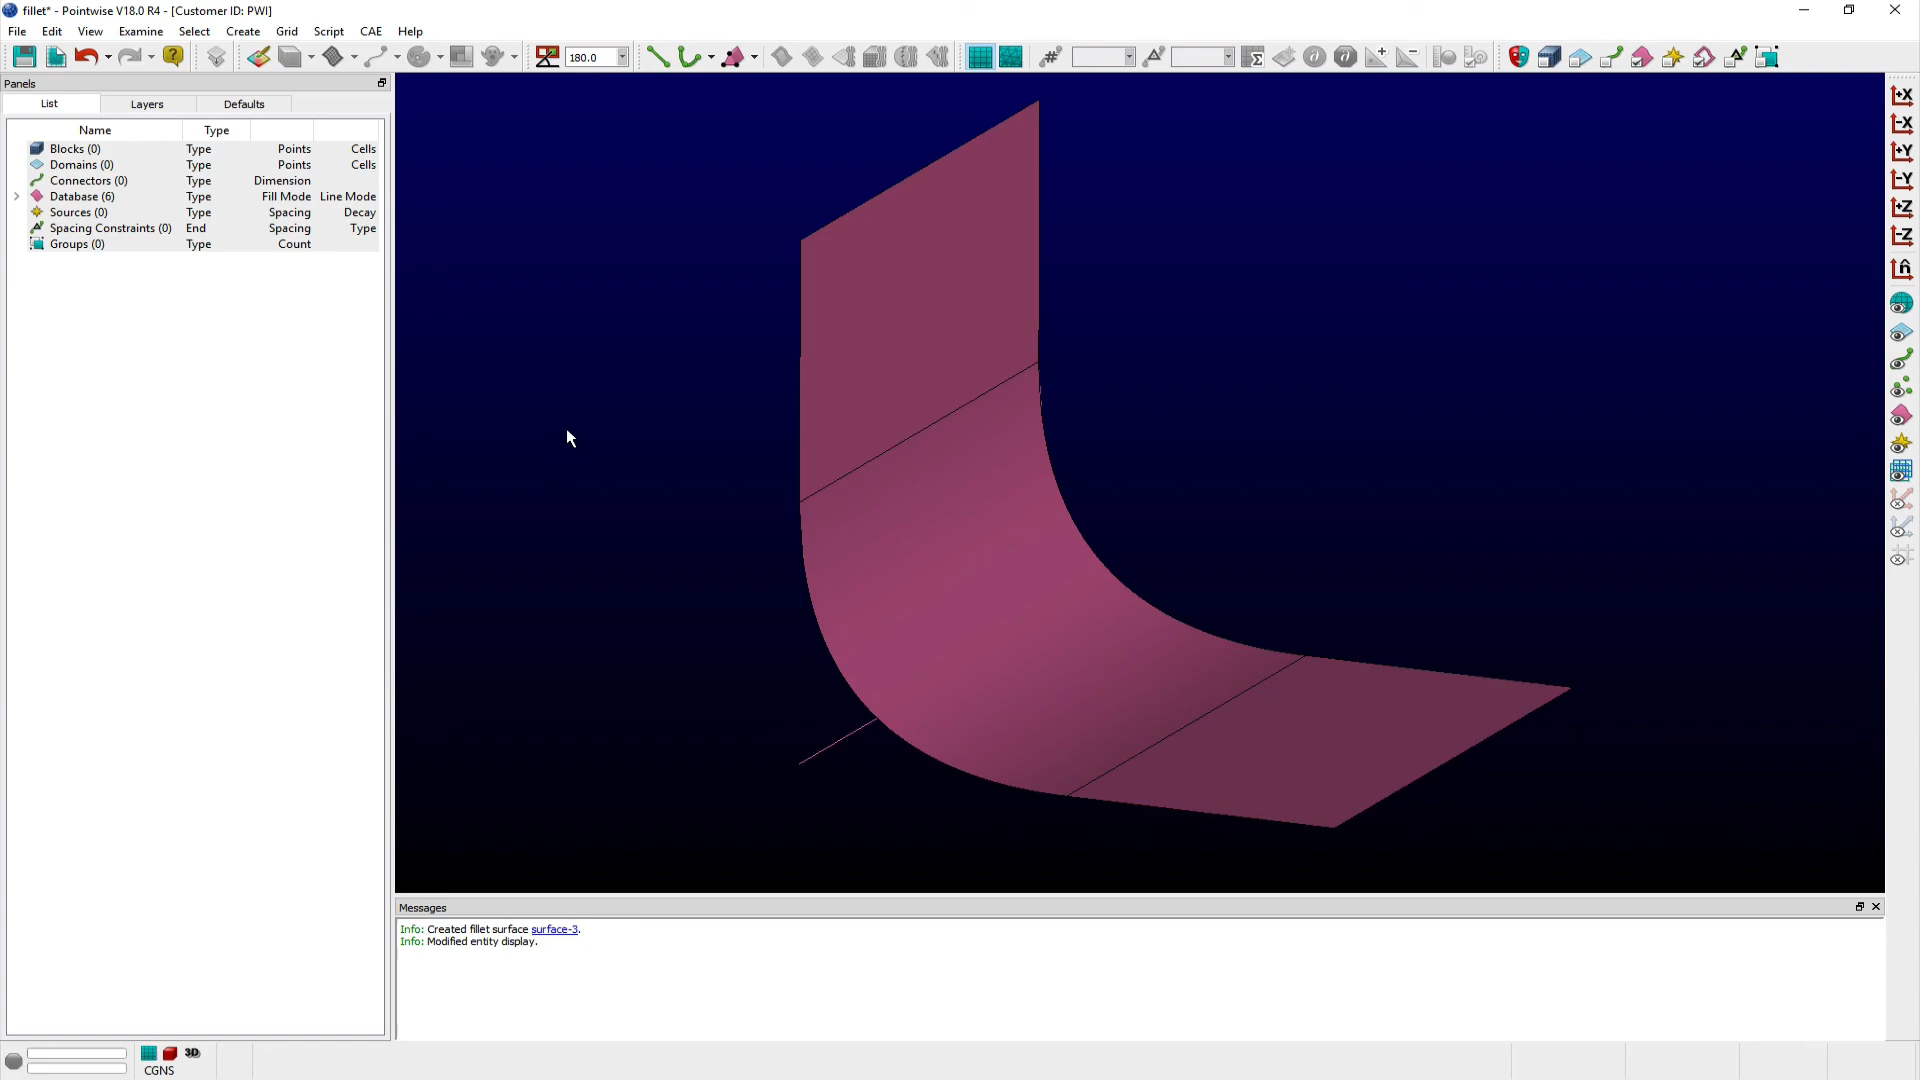 fillet* - Pointwise V18.0 R4 - [Customer ID: PWI]
File Edit View Examine Select Create Grid Script CAE Help
180.0
Panels
List Layers Defaults
Name Type
Blocks (0) Type Points Cells
Domains (0) Type Points Cells
Connectors (0) Type Dimension
Database (6) Type Fill Mode Line Mode
Sources (0) Type Spacing Decay
Spacing Constraints (0) End Spacing Type
Groups (0) Type Count
+X
-X
+Y
-Y
+Z
-Z
n̂
Messages
Info: Created fillet surface surface-3.
Info: Modified entity display.
3D
CGNS